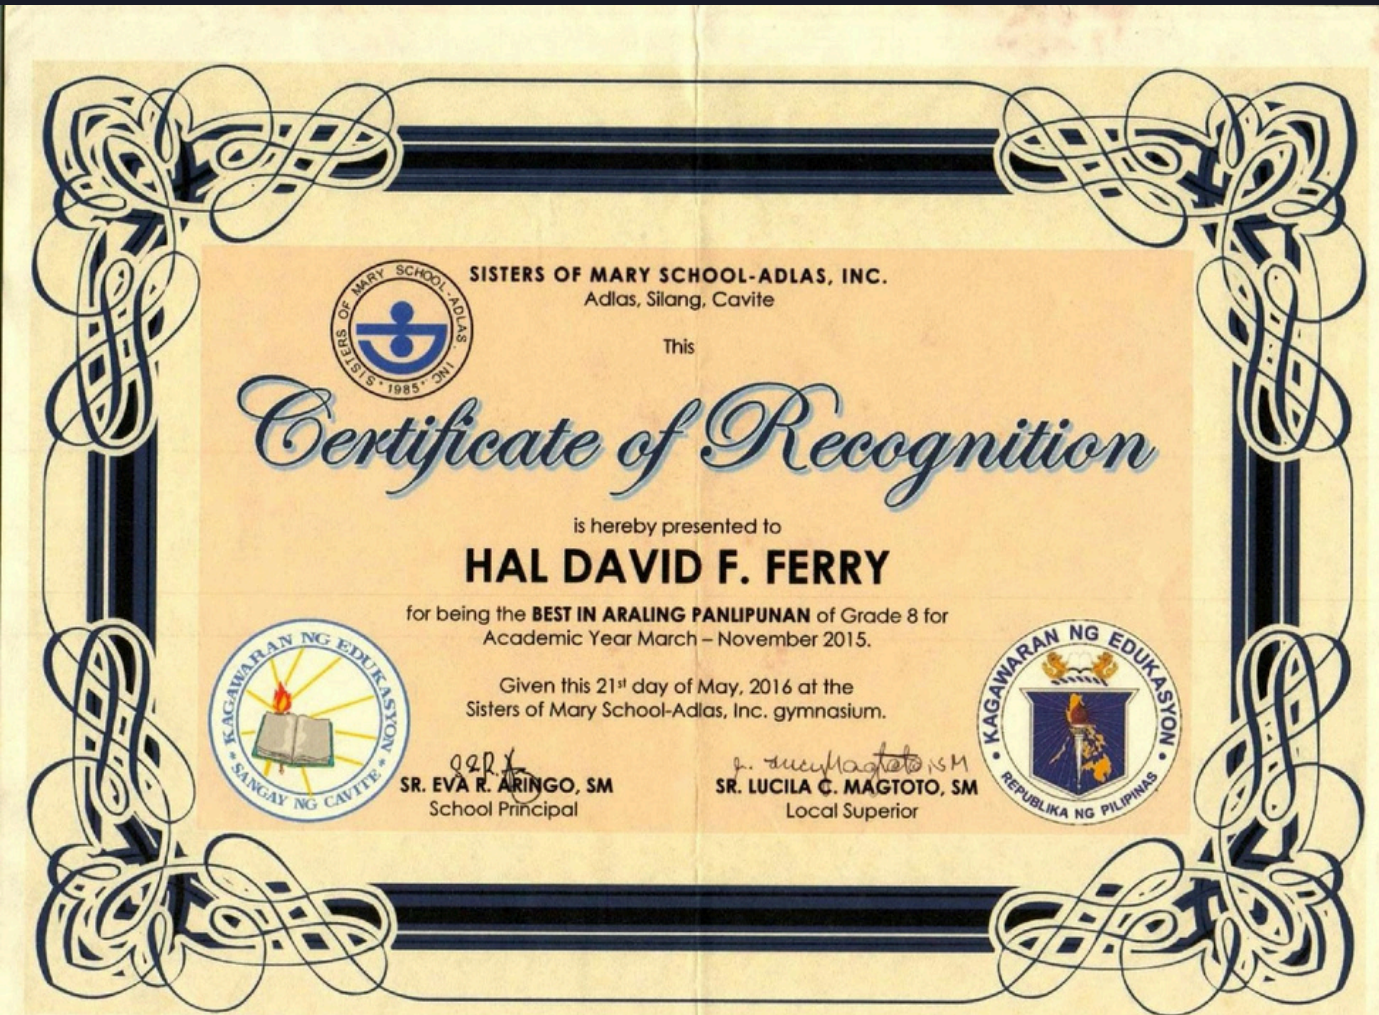 SISTERS OF MARY SCHOOL-ADLAS, INC.
Adlas, Silang, Cavite
SISTERS OF MARY SCHOOL-ADLAS, INC.
• 1985 •
This
Certificate of Recognition
is hereby presented to
HAL DAVID F. FERRY
for being the BEST IN ARALING PANLIPUNAN of Grade 8 for
Academic Year March – November 2015.
Given this 21st day of May, 2016 at the
Sisters of Mary School-Adlas, Inc. gymnasium.
SR. EVA R. ARINGO, SM
School Principal
SR. LUCILA C. MAGTOTO, SM
Local Superior
KAGAWARAN NG EDUKASYON
• SANGAY NG CAVITE •
• KAGAWARAN NG EDUKASYON •
REPUBLIKA NG PILIPINAS